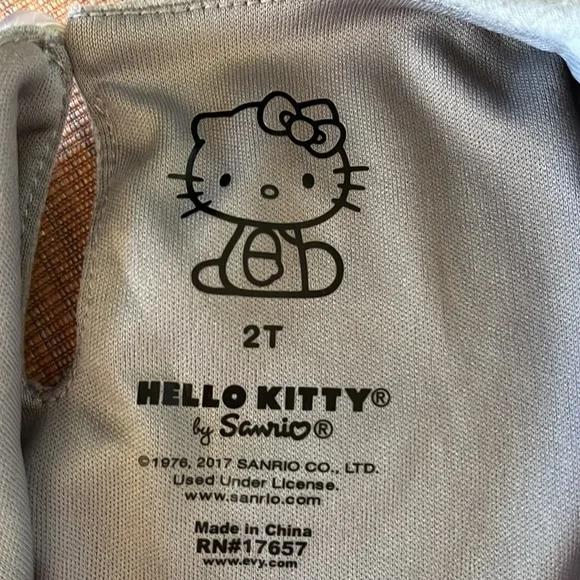 2T
HELLO KITTY®
by Sanrio®
©1976, 2017 SANRIO CO., LTD.
Used Under License.
www.sanrio.com
Made in China
RN#17657
www.evy.com